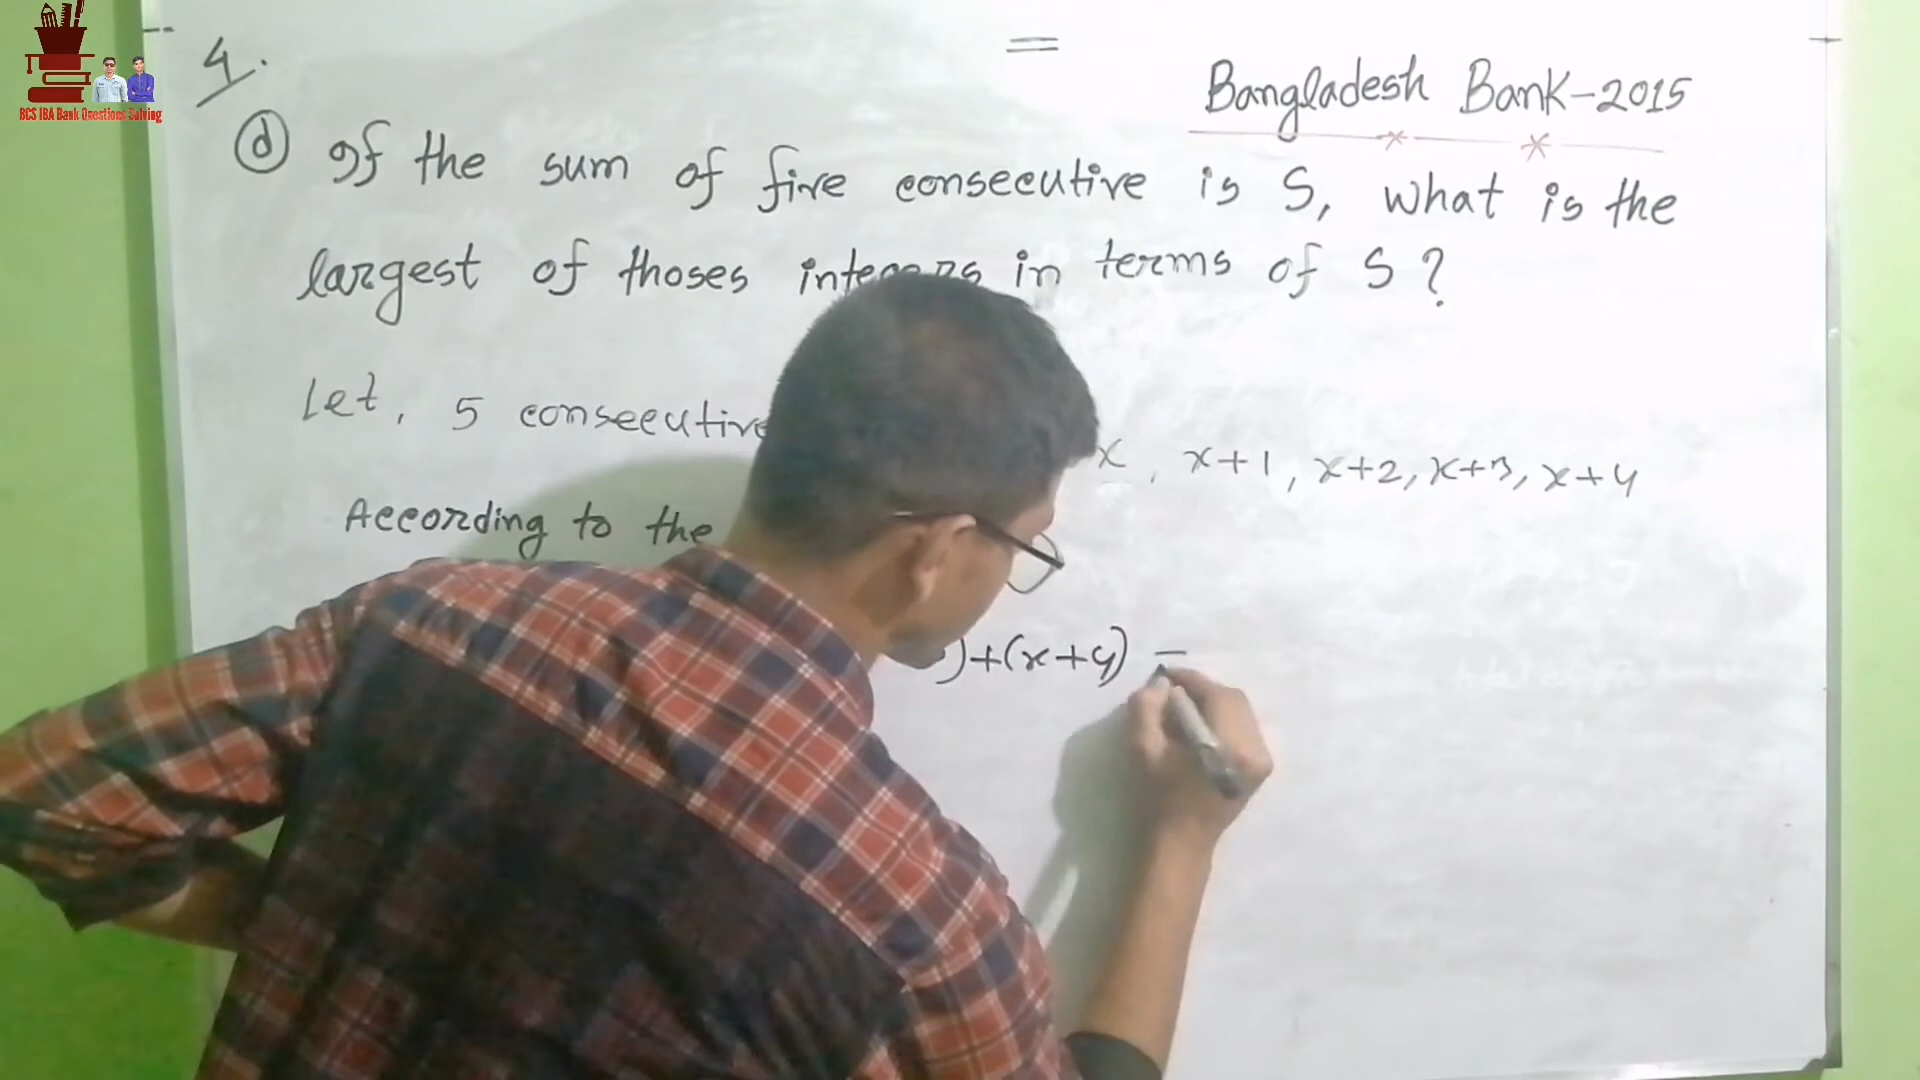 BCS IBA Bank Questions Solving
4.
=
Bangladesh Bank-2015
(d) If the sum of five consecutive is S, what is the
largest of thoses integers in terms of S?
Let, 5 consecutive x, x+1, x+2, x+3, x+4
According to the
)+(x+4) =